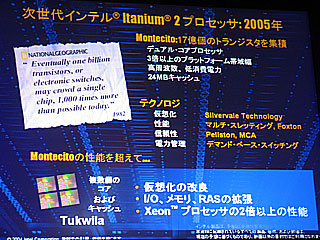 次世代インテル® Itanium® 2 プロセッサ: 2005年
NATIONAL GEOGRAPHIC
"Eventually one billion
transistors, or
electronic switches,
may crowd a single
chip, 1,000 times more
than possible today."
1982
Montecito:17億個のトランジスタを集積
デュアル・コアプロセッサ
3倍以上のプラットフォーム帯域幅
高周波数、低消費電力
24MBキャッシュ
テクノロジ
仮想化 Silvervale Technology
性能 マルチ・スレッティング, Foxton
信頼性 Pellston, MCA
電力管理 デマンド・ベース・スイッチング
Montecitoの性能を超えて...
複数個の
コア
および
キャッシュ
Tukwila
• 仮想化の改良
• I/O、メモリ、RASの拡張
• Xeon™ プロセッサの2倍以上の性能